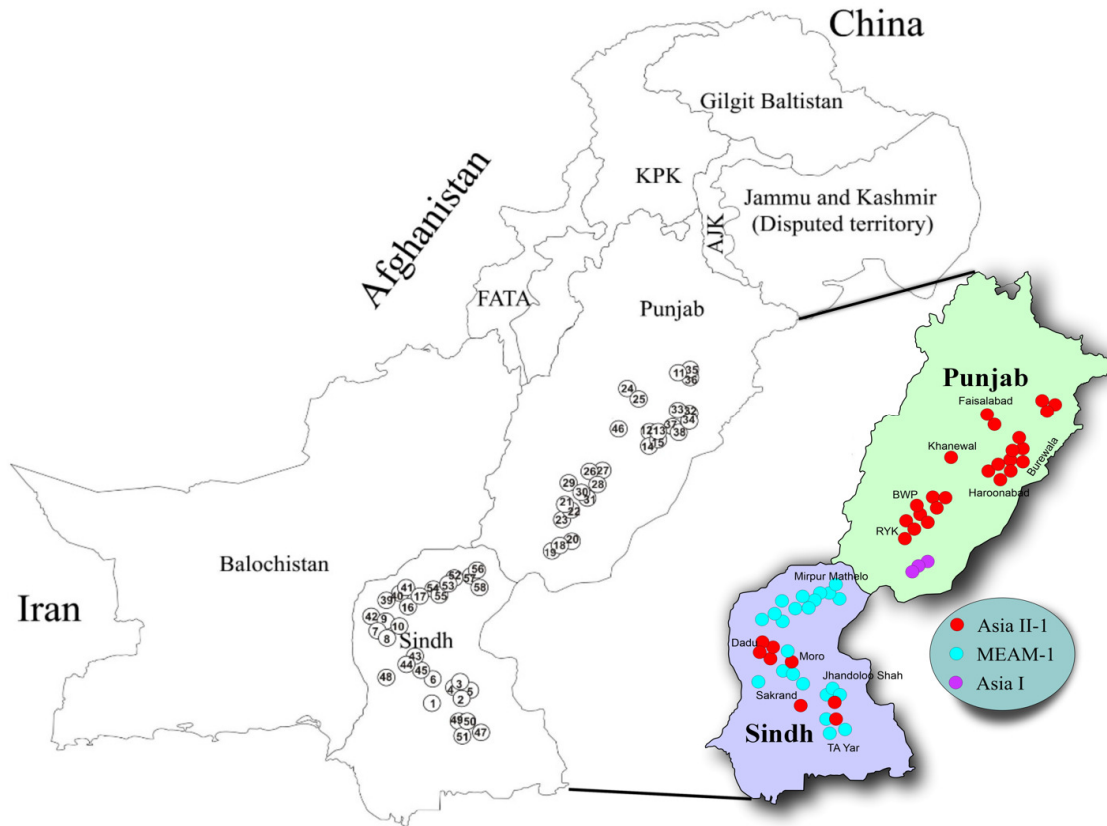 China
Gilgit Baltistan
Afghanistan
KPK
Jammu and Kashmir
(Disputed territory)
AJK
FATA
Punjab
35
11
36
24
25
33
32
34
46
12
13
37
38
15
14
26
27
29
28
30
31
21
22
23
20
18
19
Balochistan
Iran
56
52
57
54
53
58
41
40
17
55
39
16
42
9
10
7
8
Sindh
43
44
45
48
6
3
4
5
2
1
49
50
47
51
Punjab
Faisalabad
Khanewal
Burewala
Haroonabad
BWP
RYK
Mirpur Mathelo
Dadu
Moro
Jhandoloo Shah
Sakrand
Sindh
TA Yar
Asia II-1
MEAM-1
Asia I